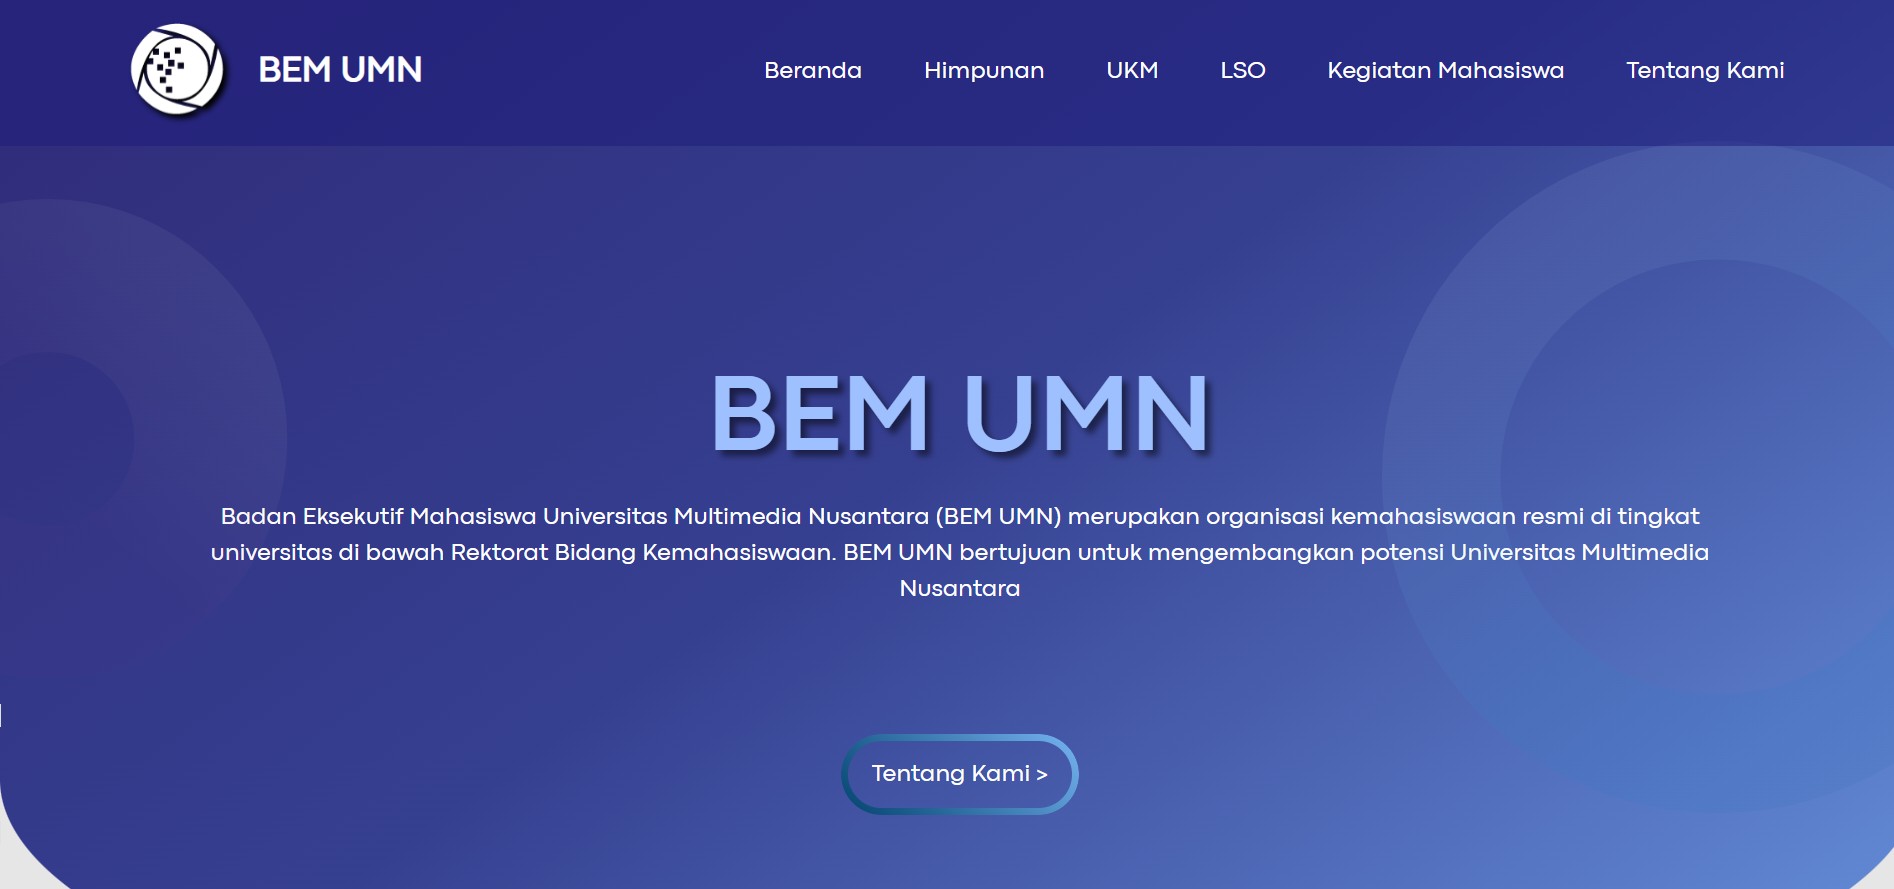 BEM UMN
Beranda
Himpunan
UKM
LSO
Kegiatan Mahasiswa
Tentang Kami
BEM UMN
Badan Eksekutif Mahasiswa Universitas Multimedia Nusantara (BEM UMN) merupakan organisasi kemahasiswaan resmi di tingkat
universitas di bawah Rektorat Bidang Kemahasiswaan. BEM UMN bertujuan untuk mengembangkan potensi Universitas Multimedia
Nusantara
Tentang Kami >